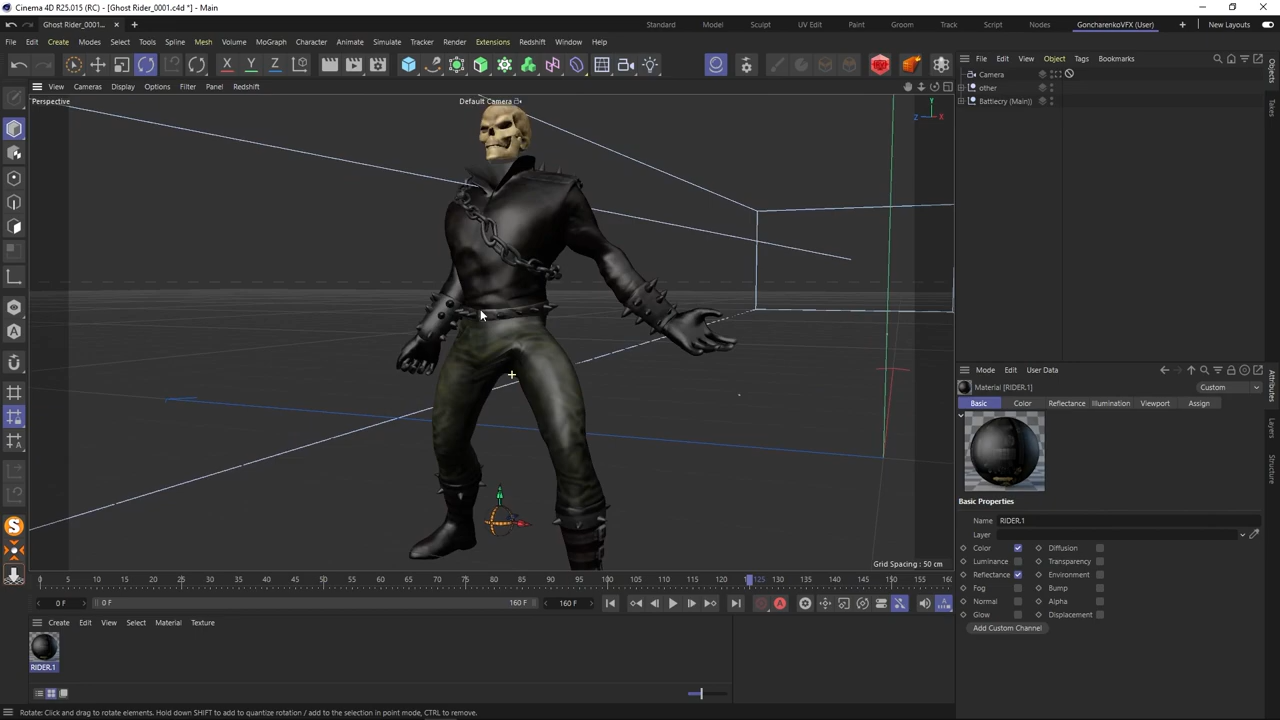 Cinema 4D R25.015 (RC) - [Ghost Rider_0001.c4d *] - Main
Ghost Rider_0001...
Standard Model Sculpt UV Edit Paint Groom Track Script Nodes GoncharenkoVFX (User) New Layouts
File Edit Create Modes Select Tools Spline Mesh Volume MoGraph Character Animate Simulate Tracker Render Extensions Redshift Window Help
File Edit View Object Tags Bookmarks
X Y Z
View Cameras Display Options Filter Panel Redshift
Perspective
Default Camera
Y
Z X
Camera
other
Battlecry (Main))
Objects
Takes
Mode Edit User Data
Material [RIDER.1]
Custom
Basic Color Reflectance Illumination Viewport Assign
Attributes
Layers
Structure
Basic Properties
Name RIDER.1
Layer
Color Diffusion
Luminance Transparency
Reflectance Environment
Fog Bump
Normal Alpha
Glow Displacement
Add Custom Channel
Grid Spacing : 50 cm
0 5 10 15 20 25 30 35 40 45 50 55 60 65 70 75 80 85 90 95 100 105 110 115 120 125 130 135 140 145 150 155 160
0 F 0 F 160 F 160 F
Create Edit View Select Material Texture
RIDER.1
Rotate: Click and drag to rotate elements. Hold down SHIFT to add to quantize rotation / add to the selection in point mode, CTRL to remove.